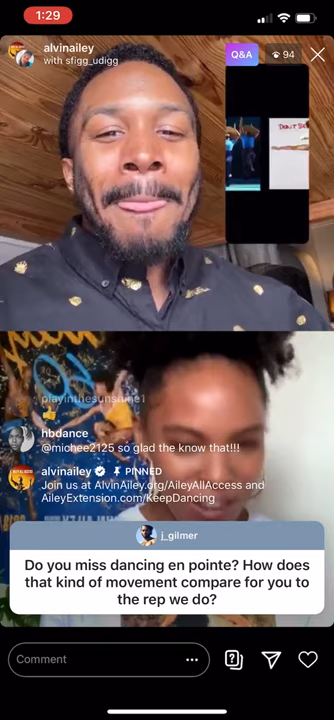 1:29
alvinailey
with sfigg_udigg
Q&A
94
DON'T BE
playinthesunshine1
hbdance
@michee2125 so glad the know that!!!
alvinailey PINNED
Join us at AlvinAiley.org/AileyAllAccess and
AileyExtension.com/KeepDancing
j_gilmer
Do you miss dancing en pointe? How does
that kind of movement compare for you to
the rep we do?
Comment